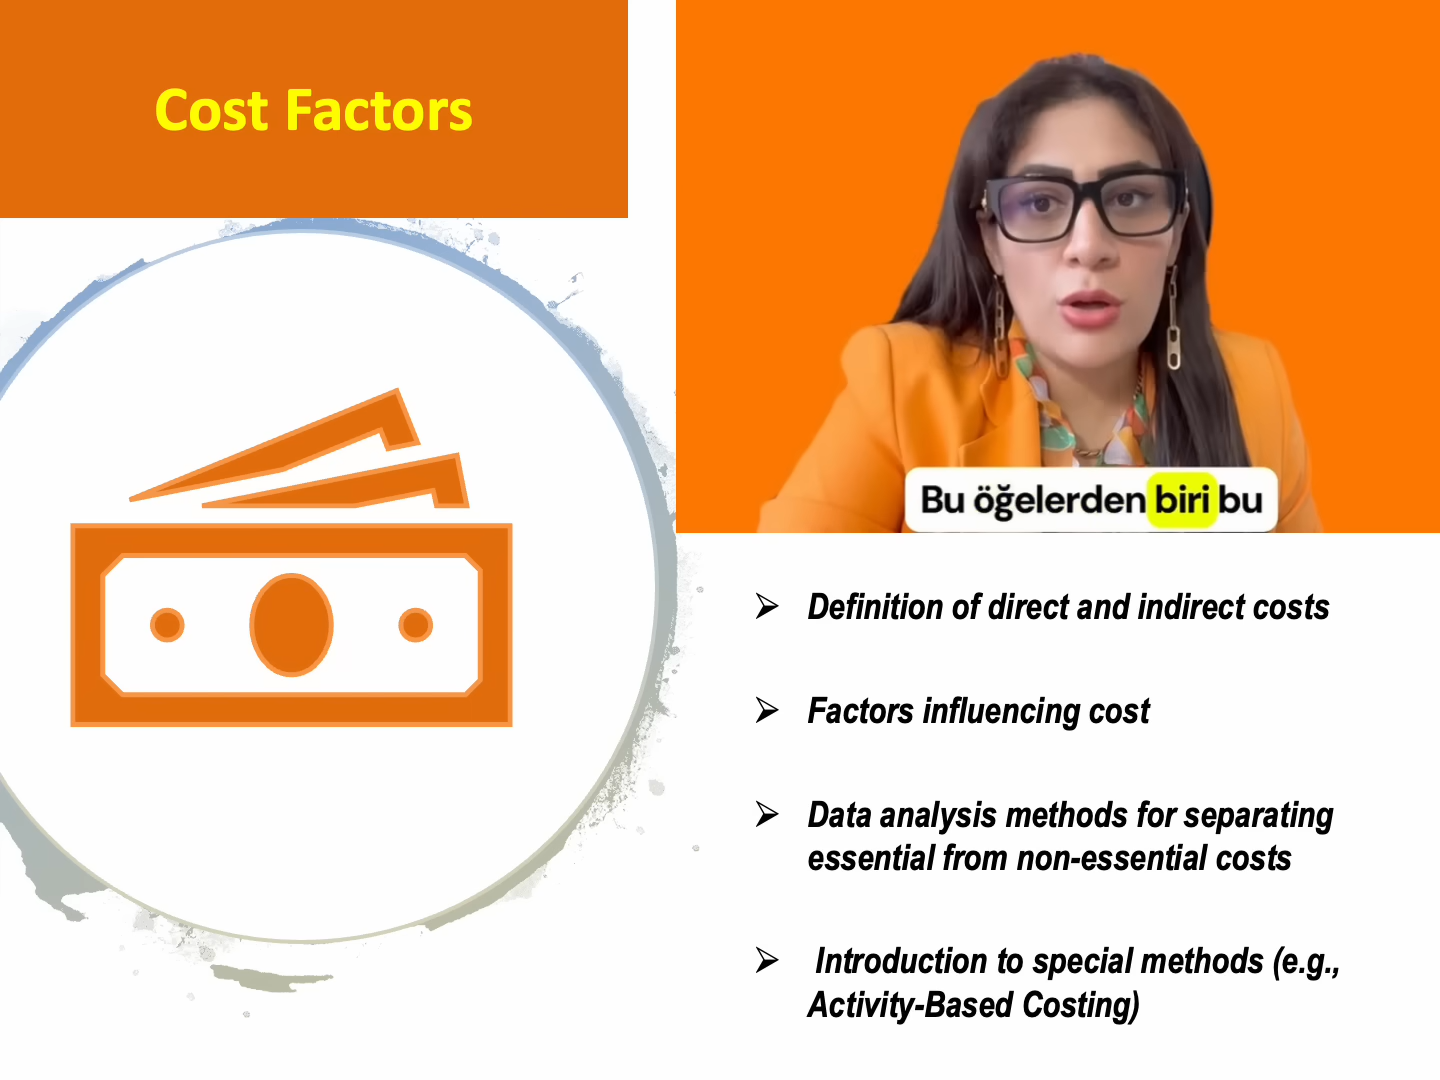 Cost Factors
Bu öğelerden biri bu
➢ Definition of direct and indirect costs
➢ Factors influencing cost
➢ Data analysis methods for separating
essential from non-essential costs
➢ Introduction to special methods (e.g.,
Activity-Based Costing)